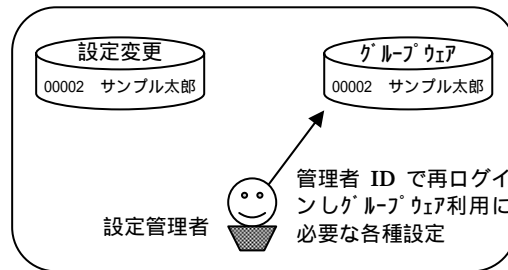 設定変更
00002 サンプル太郎
グループウェア
00002 サンプル太郎
設定管理者
管理者 ID で再ログイ
ンしグループウェア利用に
必要な各種設定